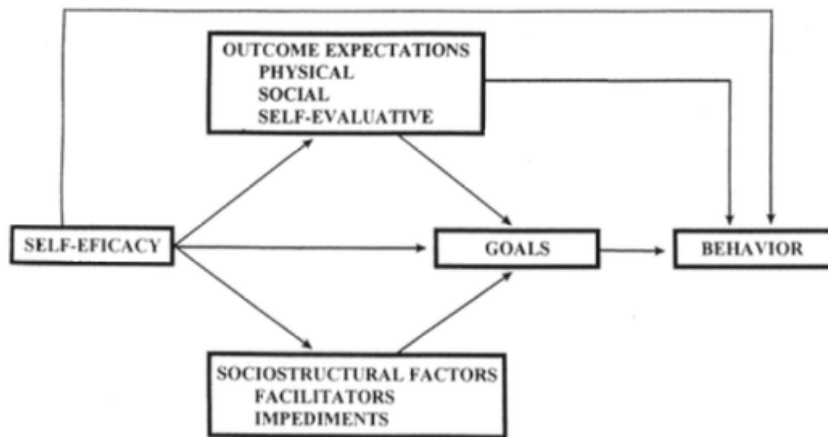 OUTCOME EXPECTATIONS
PHYSICAL
SOCIAL
SELF-EVALUATIVE
SELF-EFICACY
GOALS
BEHAVIOR
SOCIOSTRUCTURAL FACTORS
FACILITATORS
IMPEDIMENTS